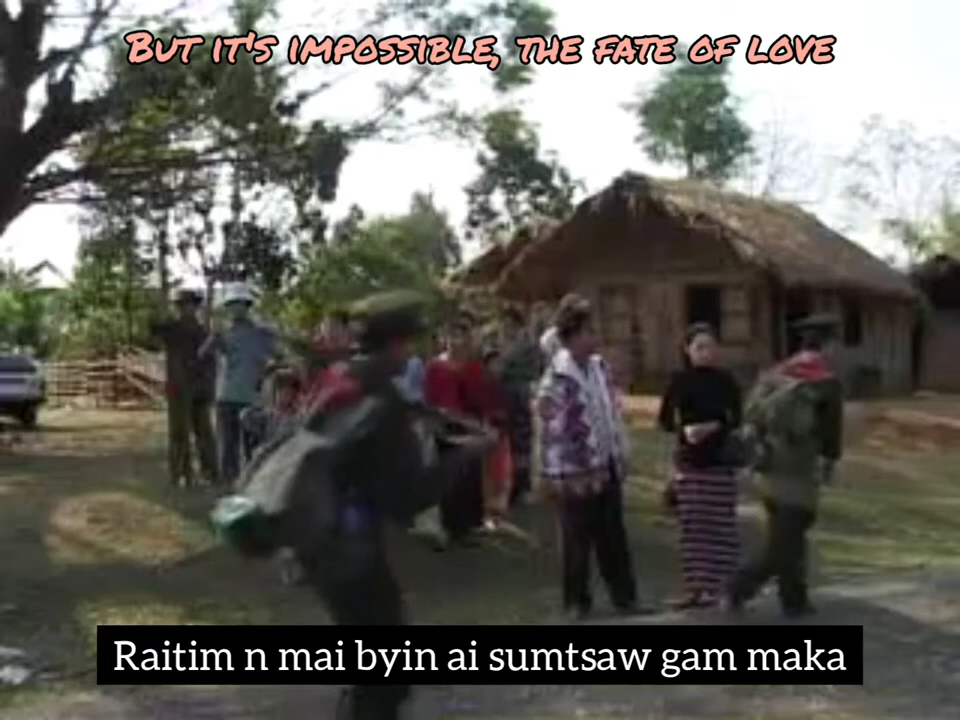 But it's impossible, the fate of love
Raitim n mai byin ai sumtsaw gam maka